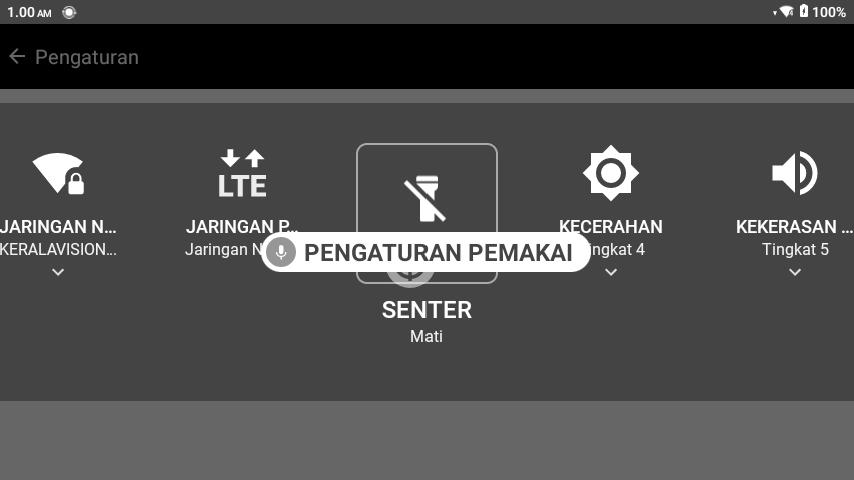 1.00 AM
100%
Pengaturan
LTE
JARINGAN N...
JARINGAN P...
KECERAHAN
KEKERASAN ...
KERALAVISION...
Jaringan N
ingkat 4
Tingkat 5
PENGATURAN PEMAKAI
SENTER
Mati